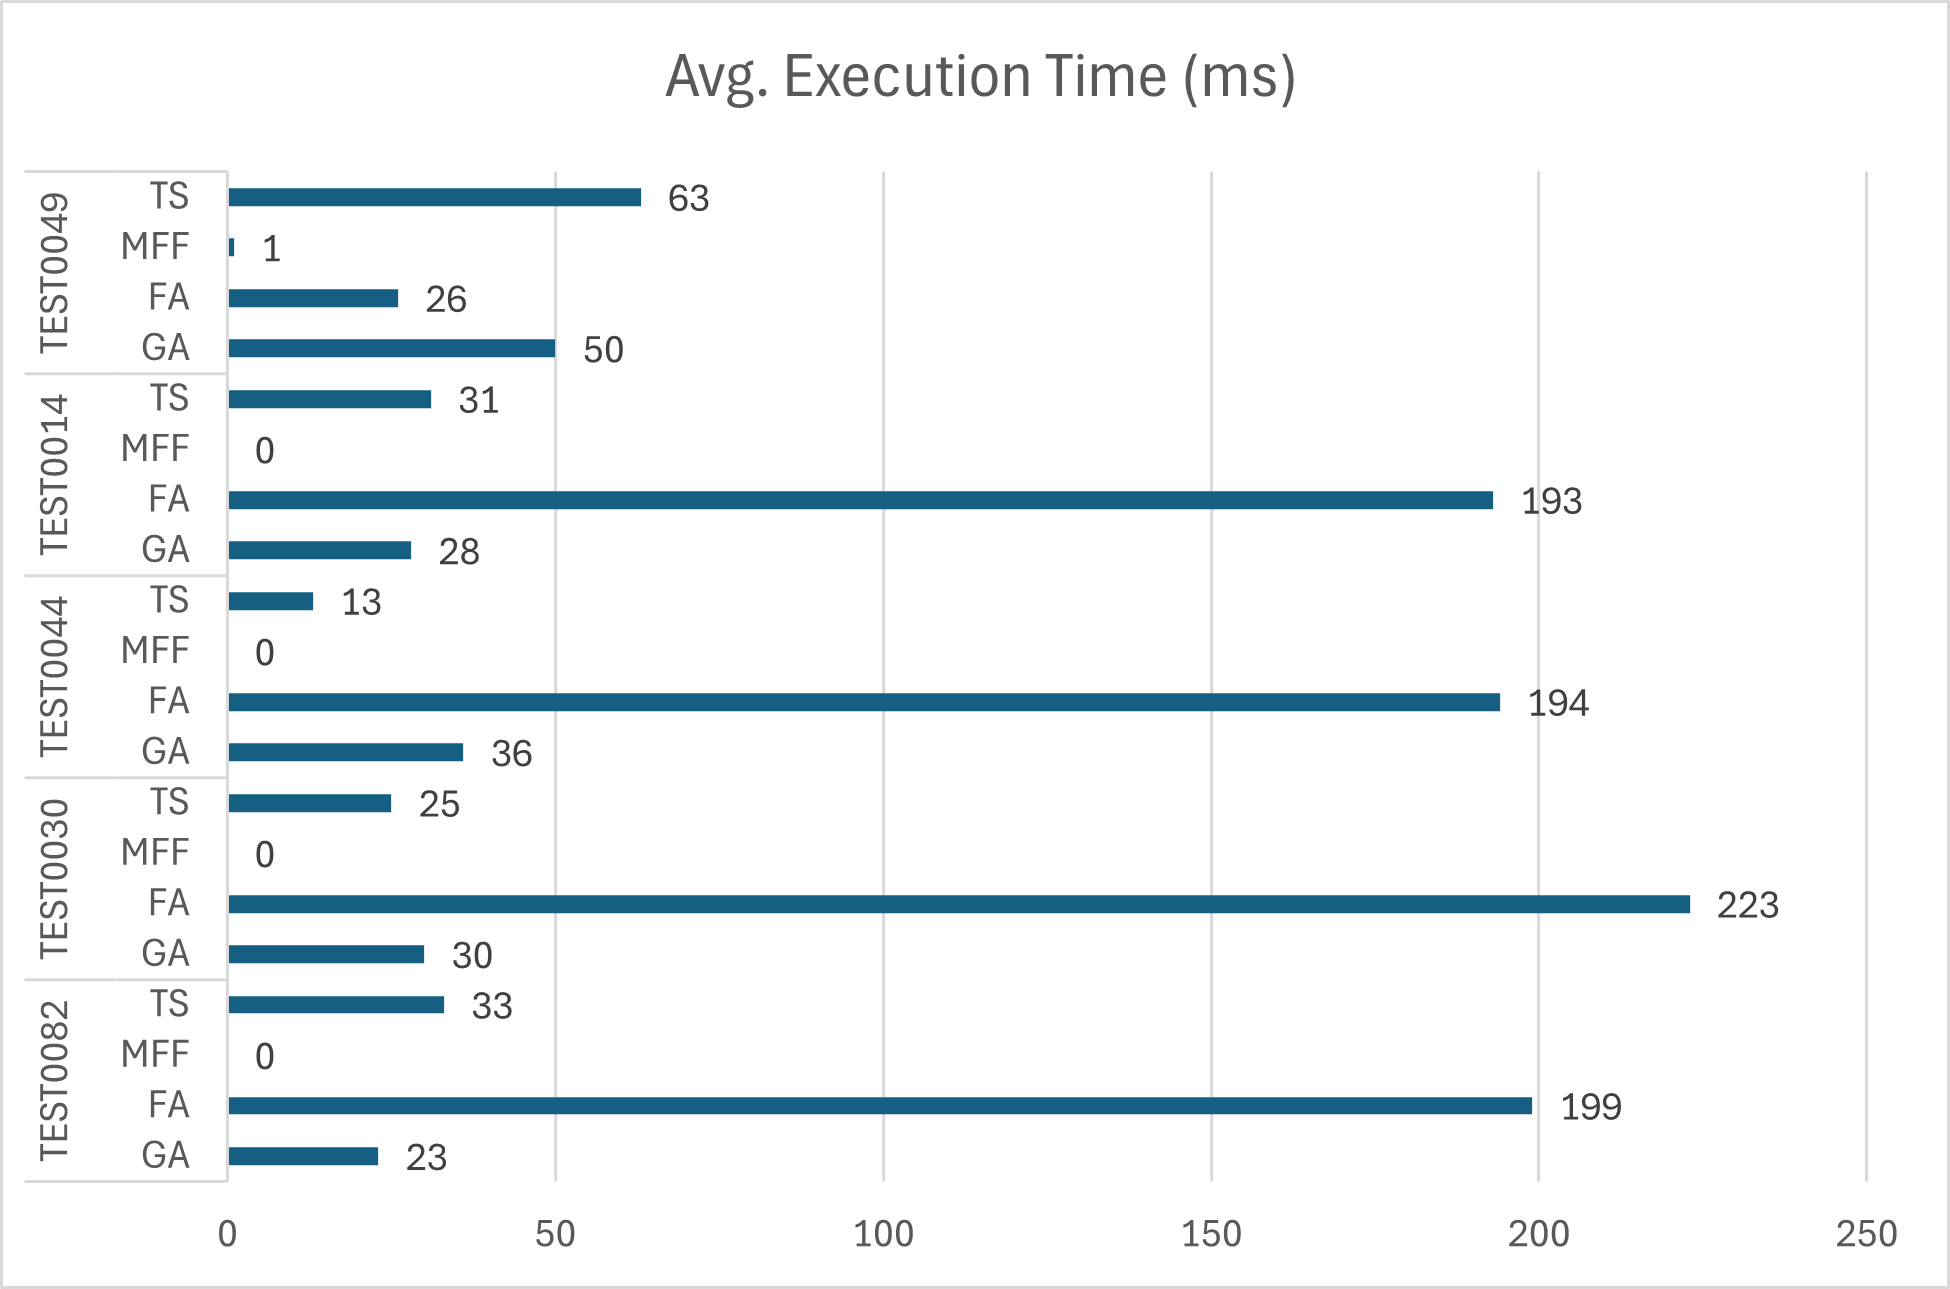 Avg. Execution Time (ms)
TEST0049
TS 63
MFF 1
FA 26
GA 50
TEST0014
TS 31
MFF 0
FA 193
GA 28
TEST0044
TS 13
MFF 0
FA 194
GA 36
TEST0030
TS 25
MFF 0
FA 223
GA 30
TEST0082
TS 33
MFF 0
FA 199
GA 23
0 50 100 150 200 250